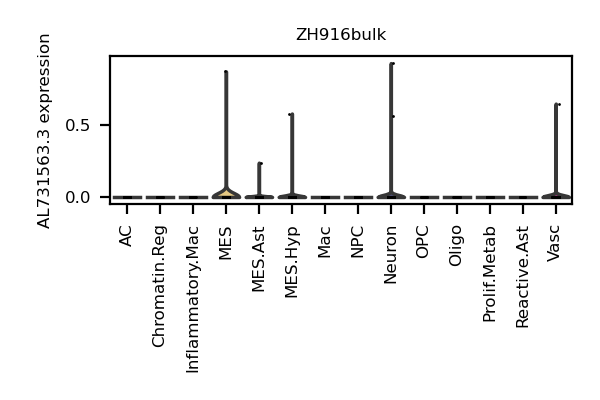 ZH916bulk
AL731563.3 expression
0.5
0.0
AC
Chromatin.Reg
Inflammatory.Mac
MES
MES.Ast
MES.Hyp
Mac
NPC
Neuron
OPC
Oligo
Prolif.Metab
Reactive.Ast
Vasc